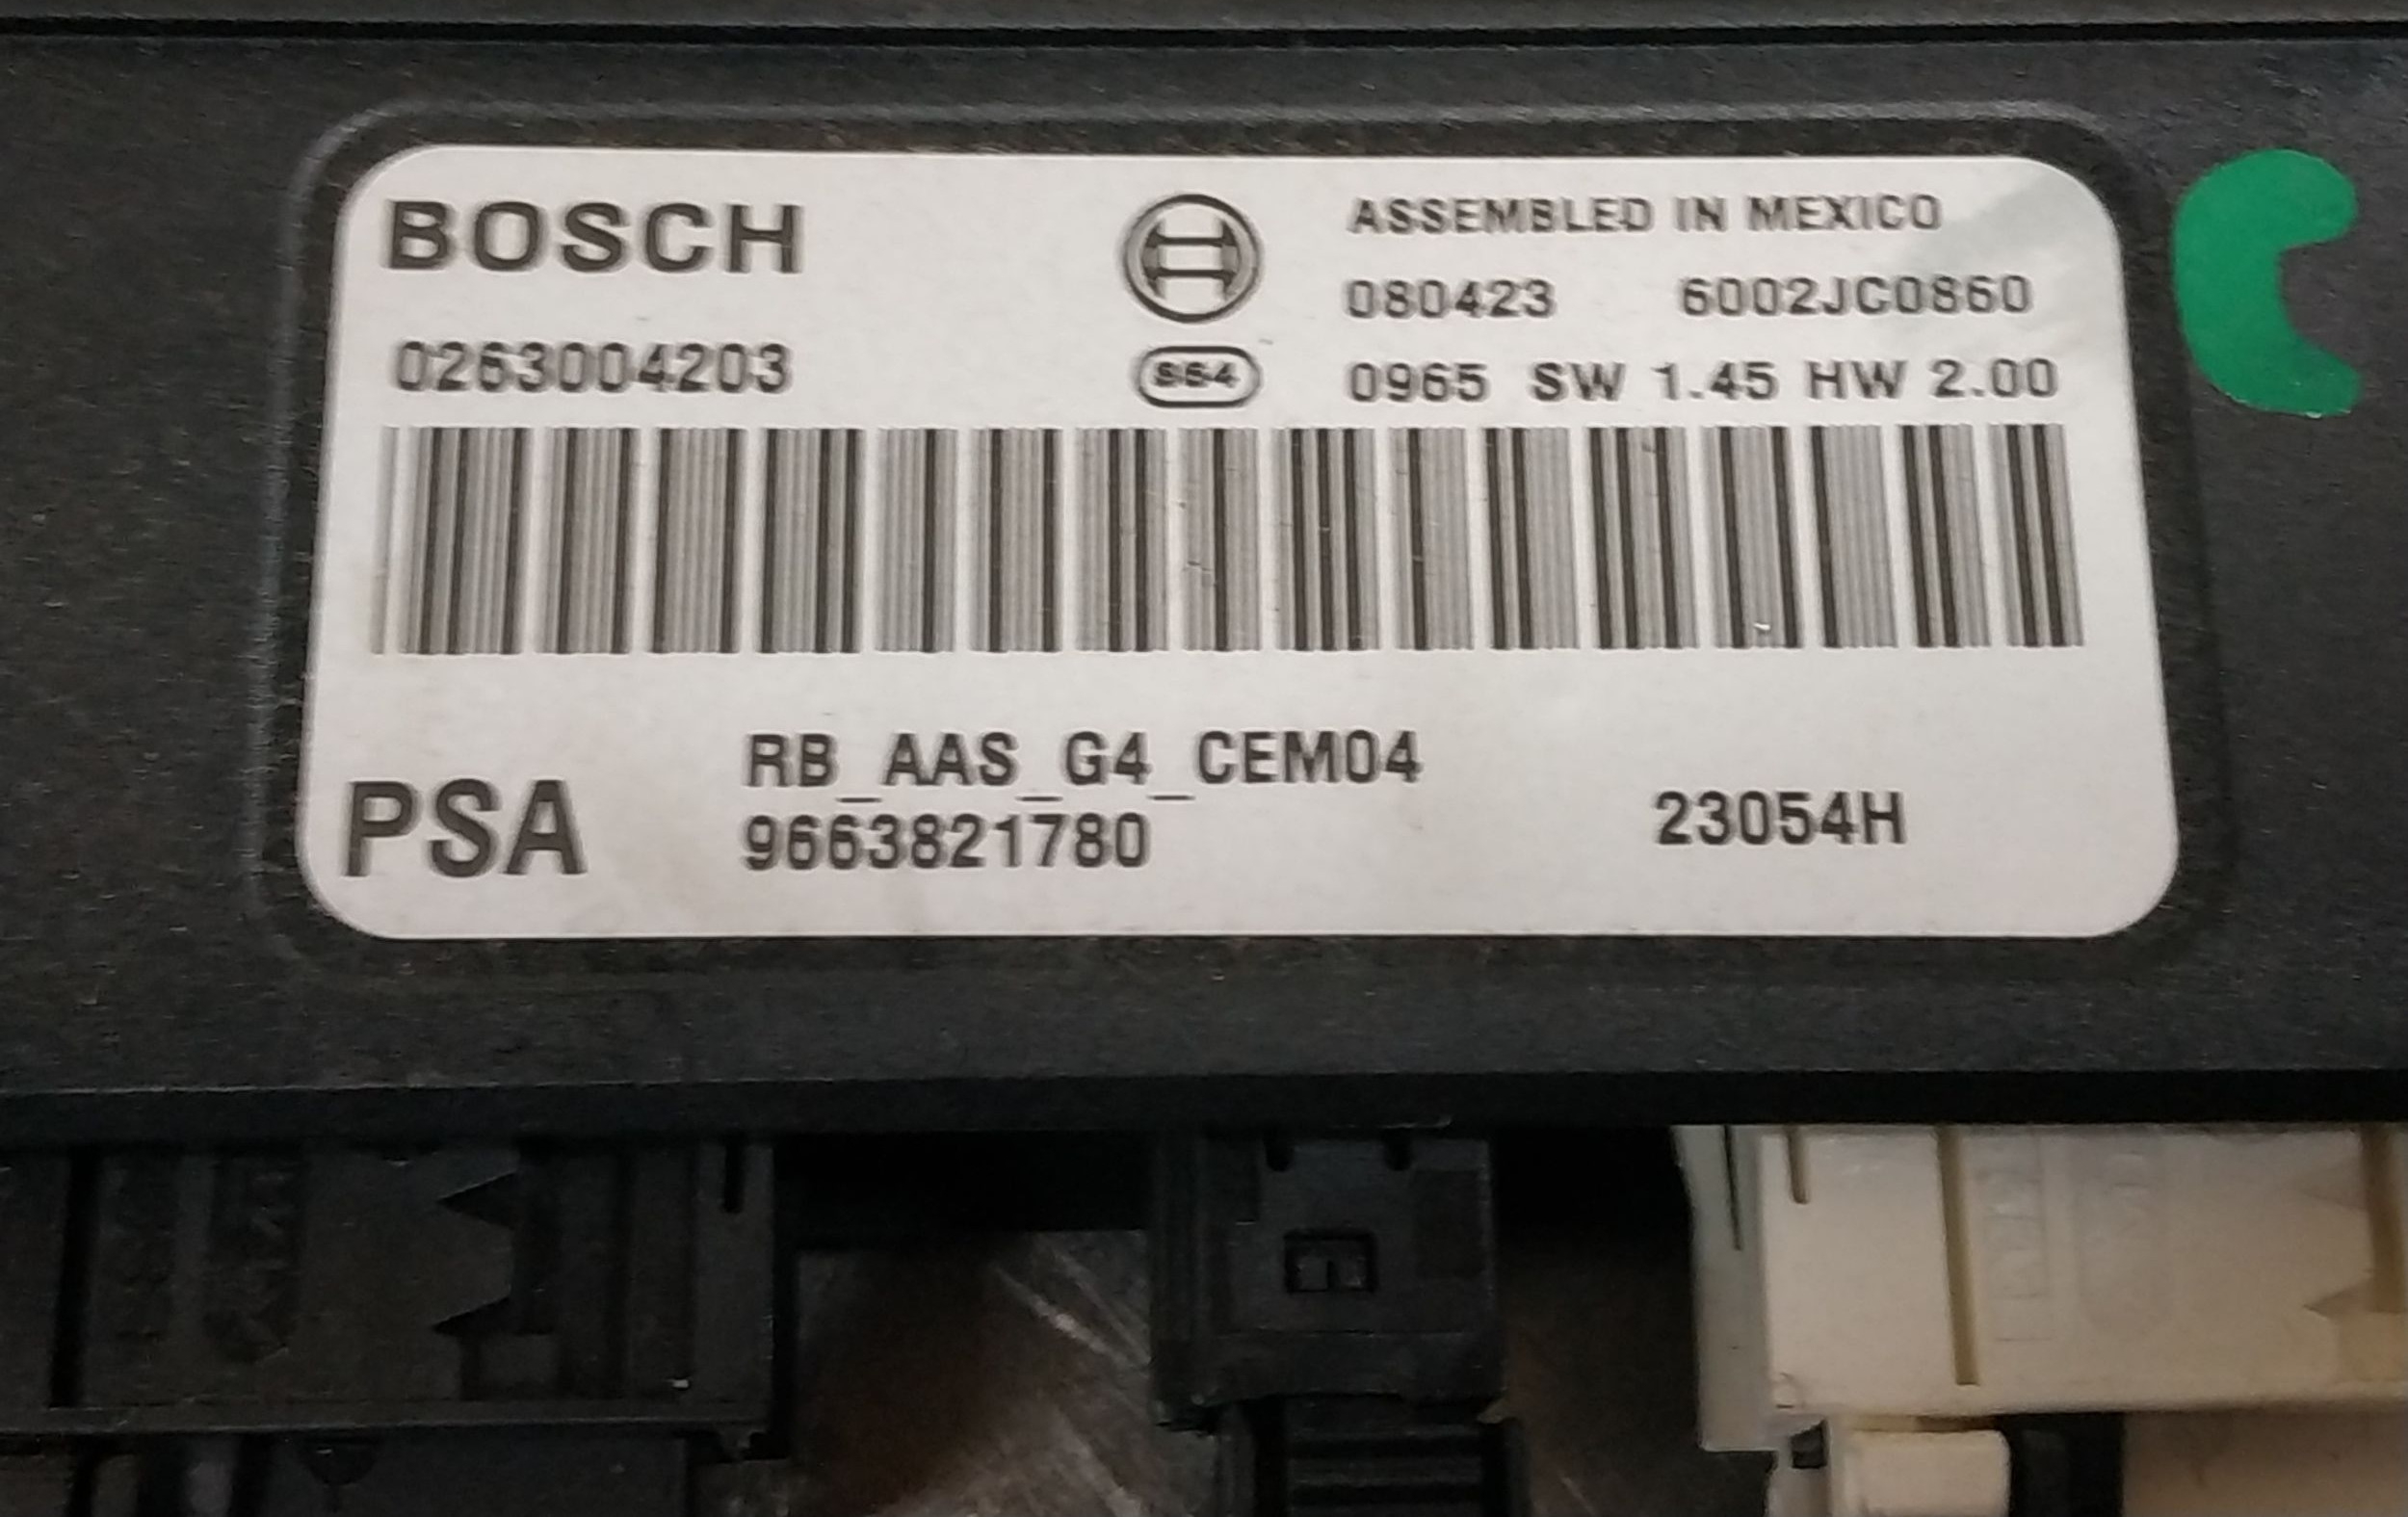 BOSCH
ASSEMBLED IN MEXICO
080423 6002JC0860
0263004203
0965 SW 1.45 HW 2.00
RB_AAS_G4_CEM04
PSA
9663821780
23054H